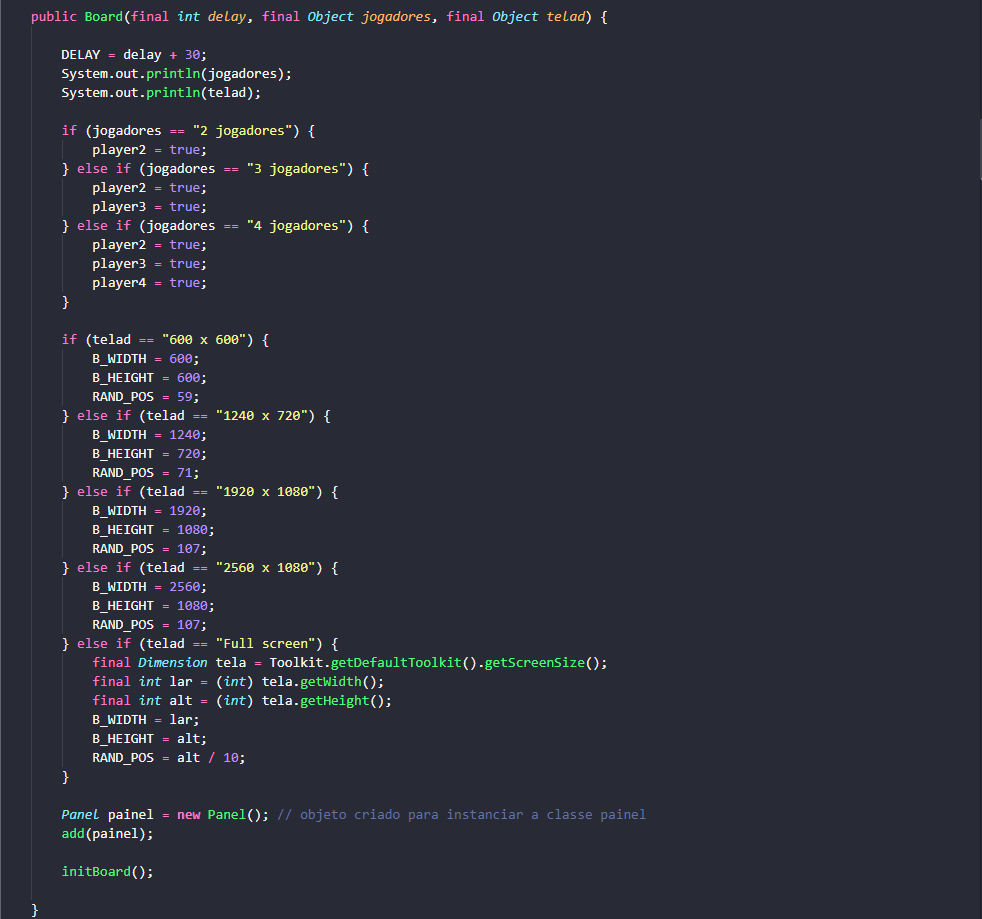 public Board(final int delay, final Object jogadores, final Object telad) {
DELAY = delay + 30;
System.out.println(jogadores);
System.out.println(telad);
if (jogadores == "2 jogadores") {
player2 = true;
} else if (jogadores == "3 jogadores") {
player2 = true;
player3 = true;
} else if (jogadores == "4 jogadores") {
player2 = true;
player3 = true;
player4 = true;
}
if (telad == "600 x 600") {
B_WIDTH = 600;
B_HEIGHT = 600;
RAND_POS = 59;
} else if (telad == "1240 x 720") {
B_WIDTH = 1240;
B_HEIGHT = 720;
RAND_POS = 71;
} else if (telad == "1920 x 1080") {
B_WIDTH = 1920;
B_HEIGHT = 1080;
RAND_POS = 107;
} else if (telad == "2560 x 1080") {
B_WIDTH = 2560;
B_HEIGHT = 1080;
RAND_POS = 107;
} else if (telad == "Full screen") {
final Dimension tela = Toolkit.getDefaultToolkit().getScreenSize();
final int lar = (int) tela.getWidth();
final int alt = (int) tela.getHeight();
B_WIDTH = lar;
B_HEIGHT = alt;
RAND_POS = alt / 10;
}
Panel painel = new Panel(); // objeto criado para instanciar a classe painel
add(painel);
initBoard();
}